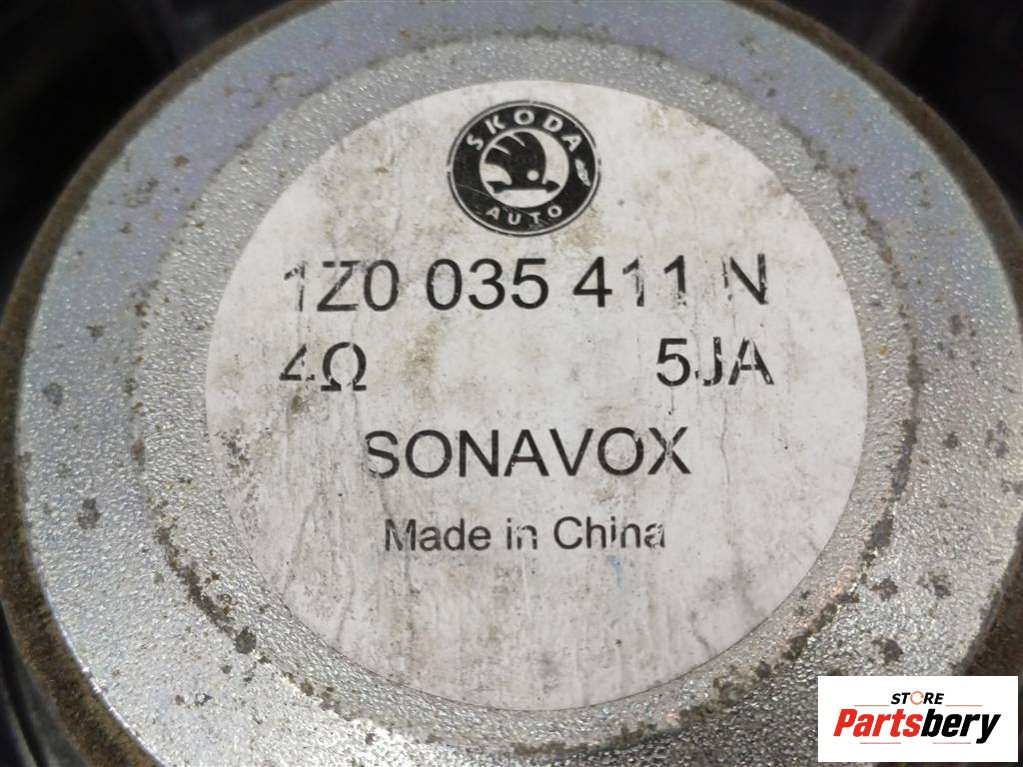 SKODA
AUTO
1Z0 035 411 N
4Ω 5JA
SONAVOX
Made in China
STORE
Partsbery